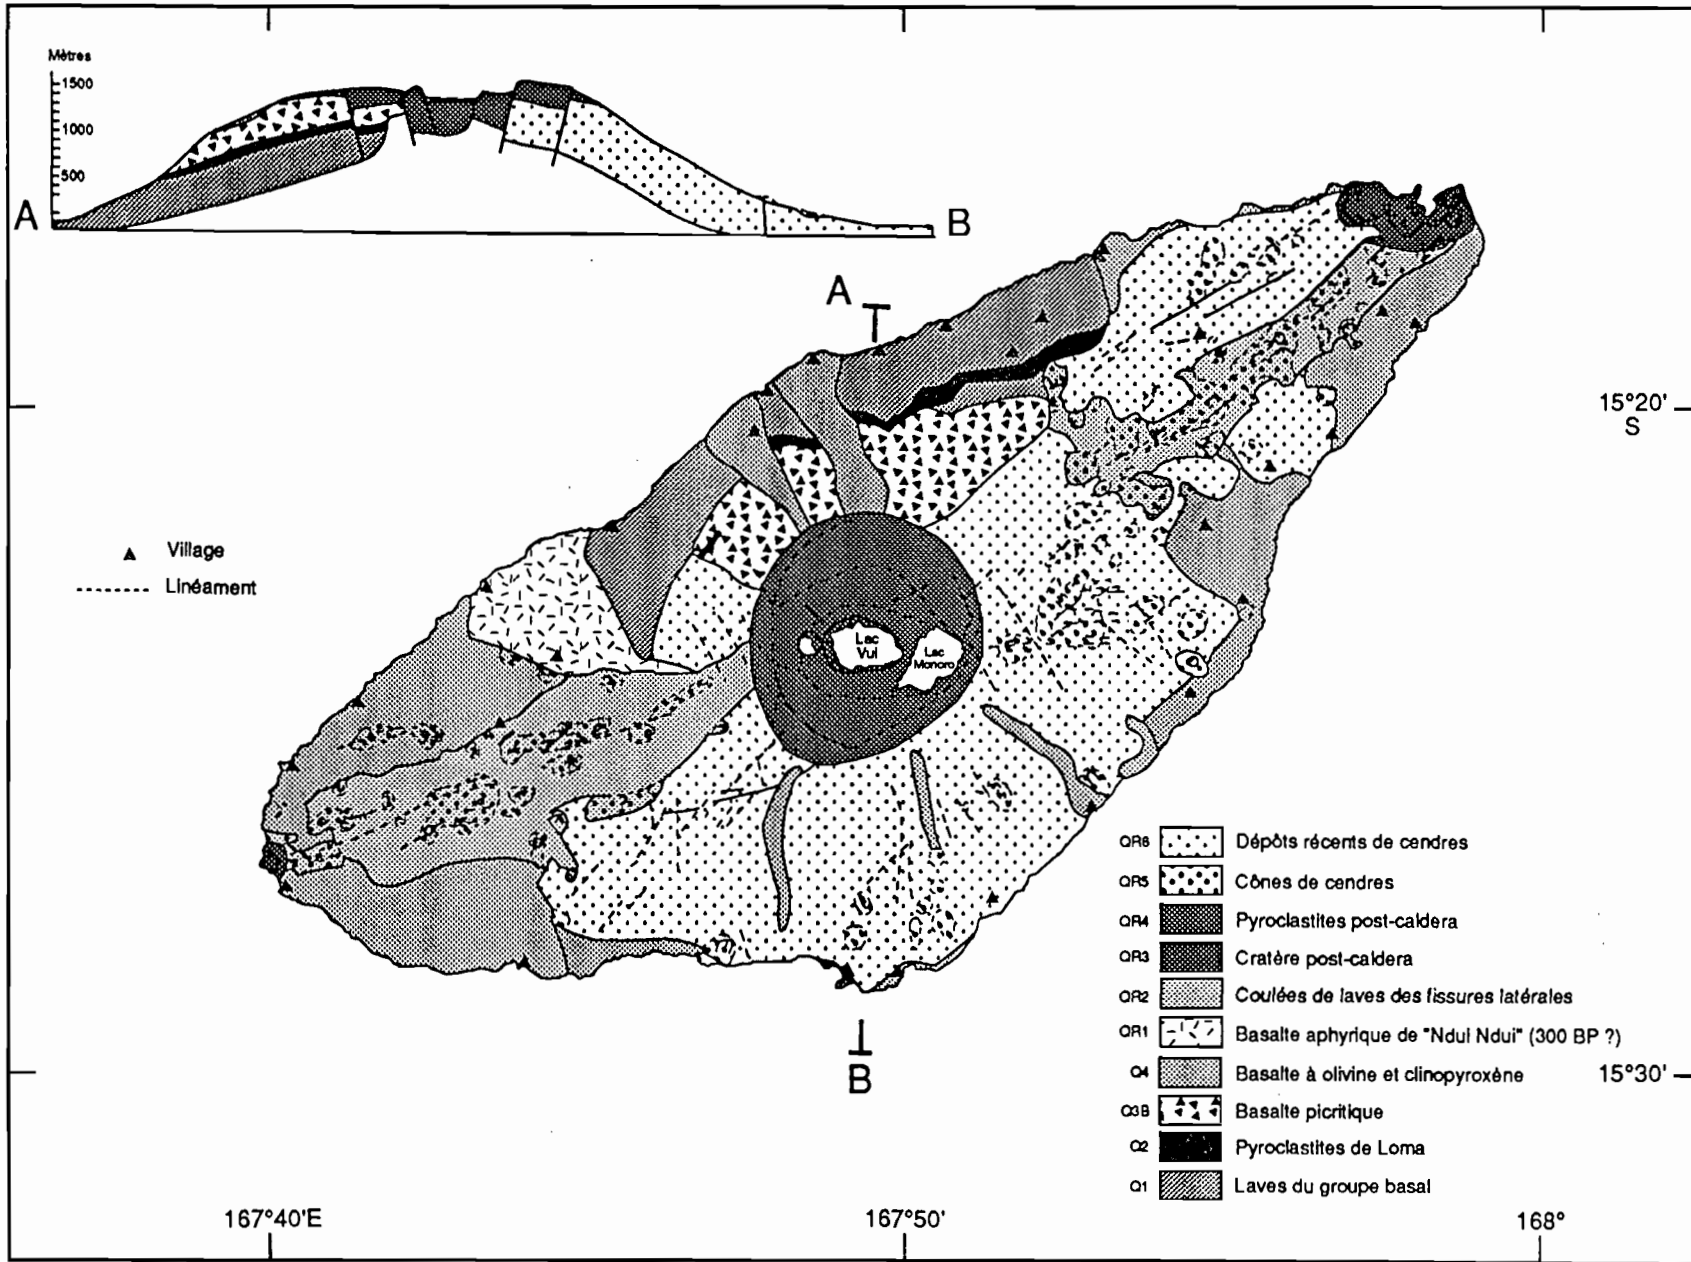 Mètres
1500
1000
500
A
B
A
15°20'
S
Village
Linéament
Lac
Vui
Lac
Monoro
QR6 Dépôts récents de cendres
QR5 Cônes de cendres
QR4 Pyroclastites post-caldera
QR3 Cratère post-caldera
QR2 Coulées de laves des fissures latérales
QR1 Basalte aphyrique de "Ndui Ndui" (300 BP ?)
Q4 Basalte à olivine et clinopyroxène
Q3B Basalte picritique
Q2 Pyroclastites de Loma
Q1 Laves du groupe basal
B
15°30'
167°40'E
167°50'
168°